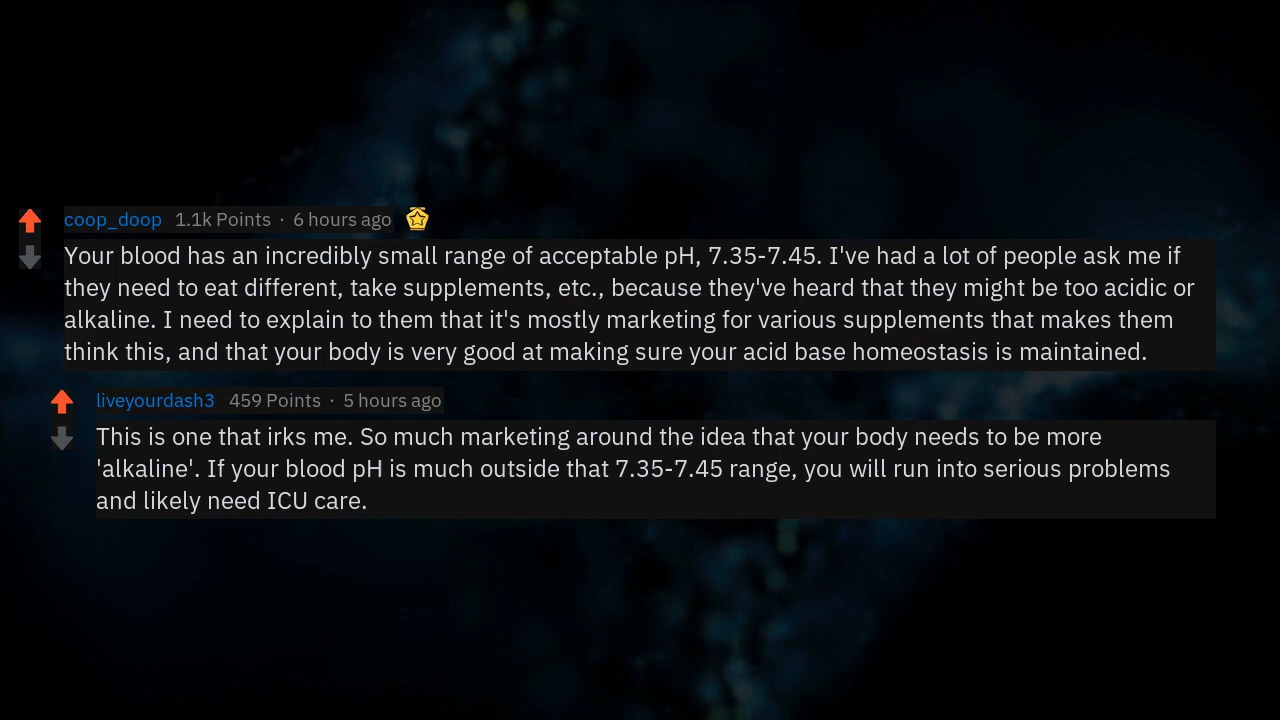 coop_doop 1.1k Points · 6 hours ago
Your blood has an incredibly small range of acceptable pH, 7.35-7.45. I've had a lot of people ask me if
they need to eat different, take supplements, etc., because they've heard that they might be too acidic or
alkaline. I need to explain to them that it's mostly marketing for various supplements that makes them
think this, and that your body is very good at making sure your acid base homeostasis is maintained.
liveyourdash3 459 Points · 5 hours ago
This is one that irks me. So much marketing around the idea that your body needs to be more
'alkaline'. If your blood pH is much outside that 7.35-7.45 range, you will run into serious problems
and likely need ICU care.